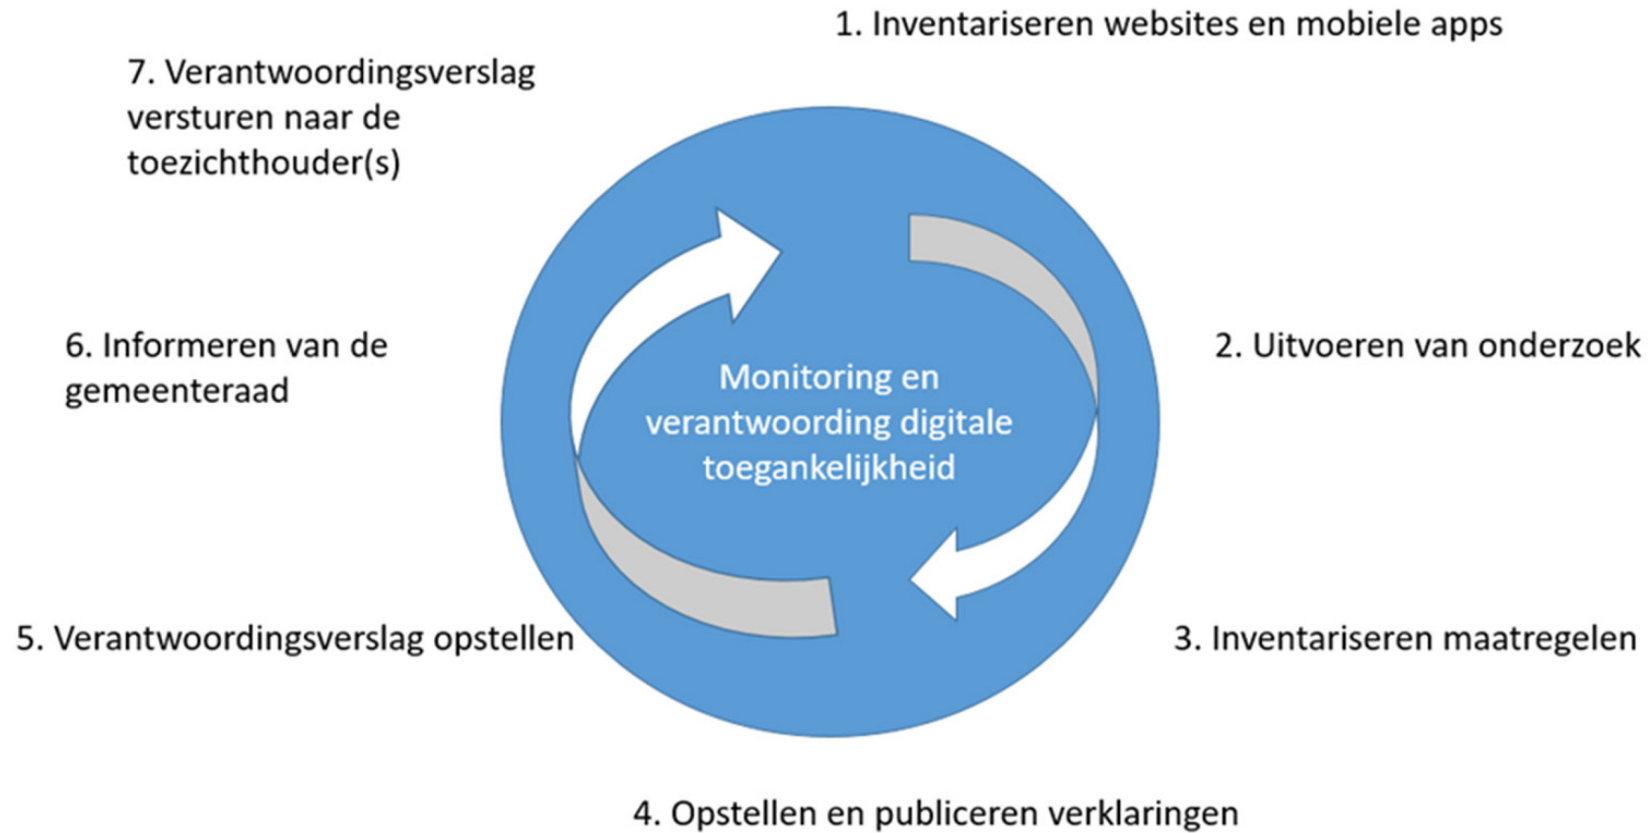 1. Inventariseren websites en mobiele apps
2. Uitvoeren van onderzoek
3. Inventariseren maatregelen
4. Opstellen en publiceren verklaringen
5. Verantwoordingsverslag opstellen
6. Informeren van de
gemeenteraad
7. Verantwoordingsverslag
versturen naar de
toezichthouder(s)
Monitoring en
verantwoording digitale
toegankelijkheid